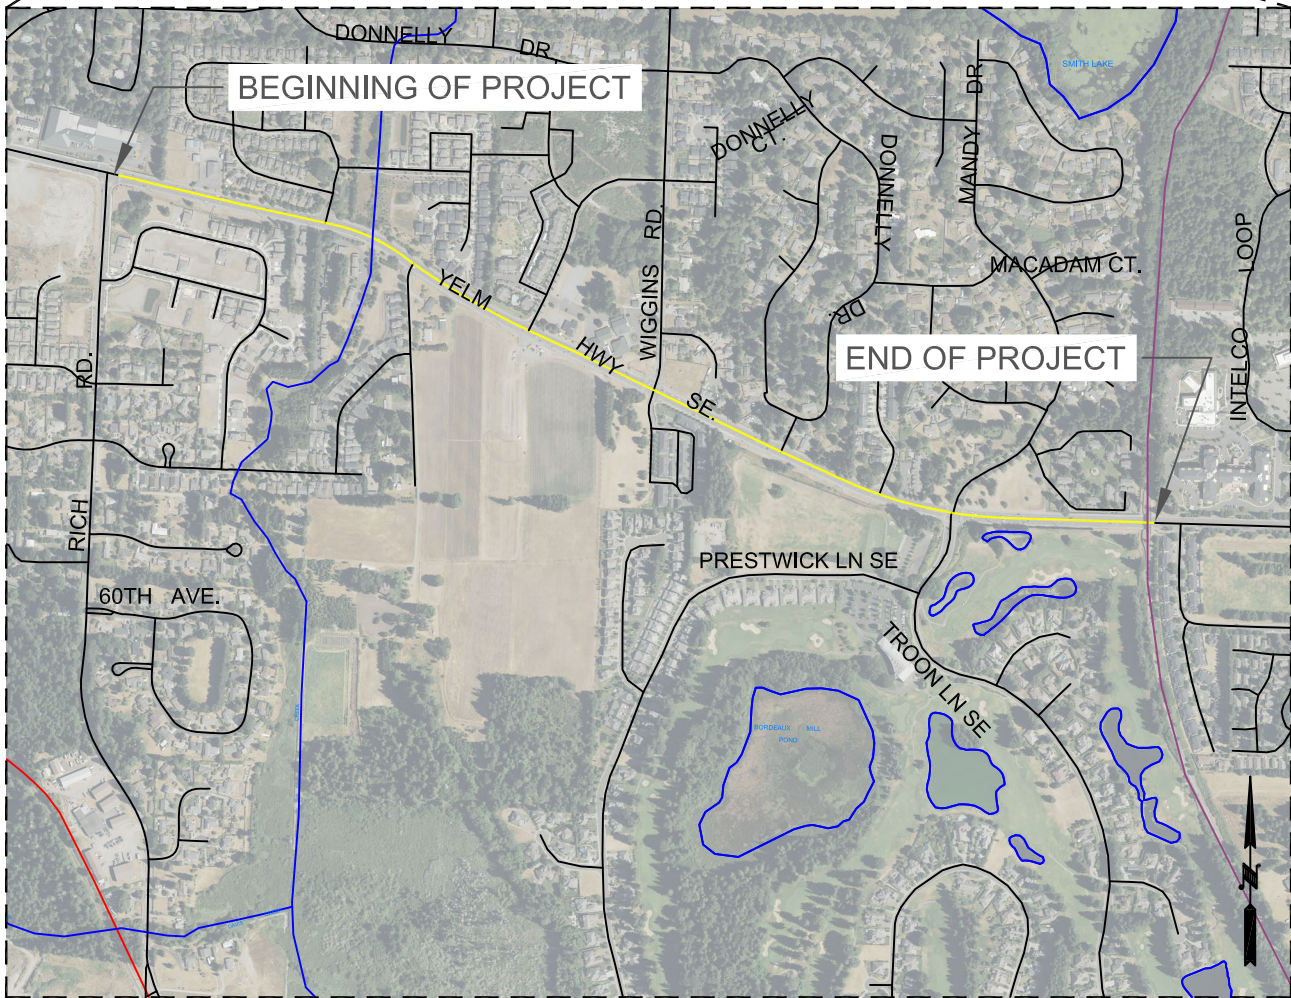 DONNELLY DR
SMITH LAKE
BEGINNING OF PROJECT
DONNELLY
CT.
DONNELLY
MANDY DR
WIGGINS RD.
INTELCO LOOP
MACADAM CT.
YELM HWY SE.
DR.
END OF PROJECT
RICH RD.
PRESTWICK LN SE
60TH AVE.
TROON LN SE
BORDEAUX MILL
POND
N